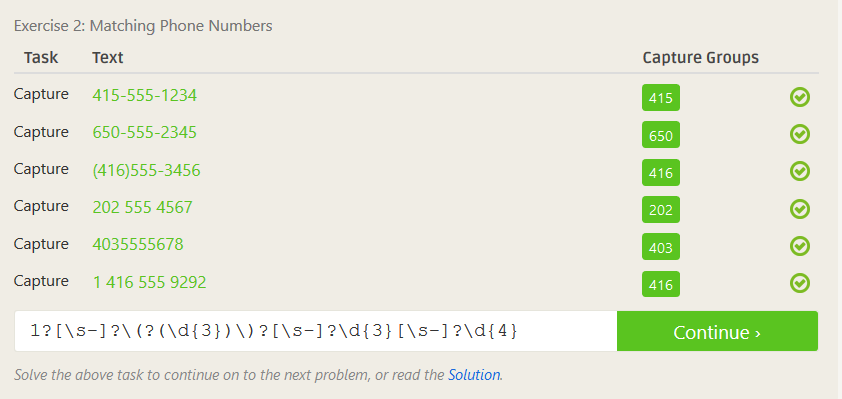 Exercise 2: Matching Phone Numbers
Task Text Capture Groups
Capture 415-555-1234 415
Capture 650-555-2345 650
Capture (416)555-3456 416
Capture 202 555 4567 202
Capture 4035555678 403
Capture 1 416 555 9292 416
1?[\s-]?\(?(\d{3})\)?[\s-]?\d{3}[\s-]?\d{4} Continue ›
Solve the above task to continue on to the next problem, or read the Solution.